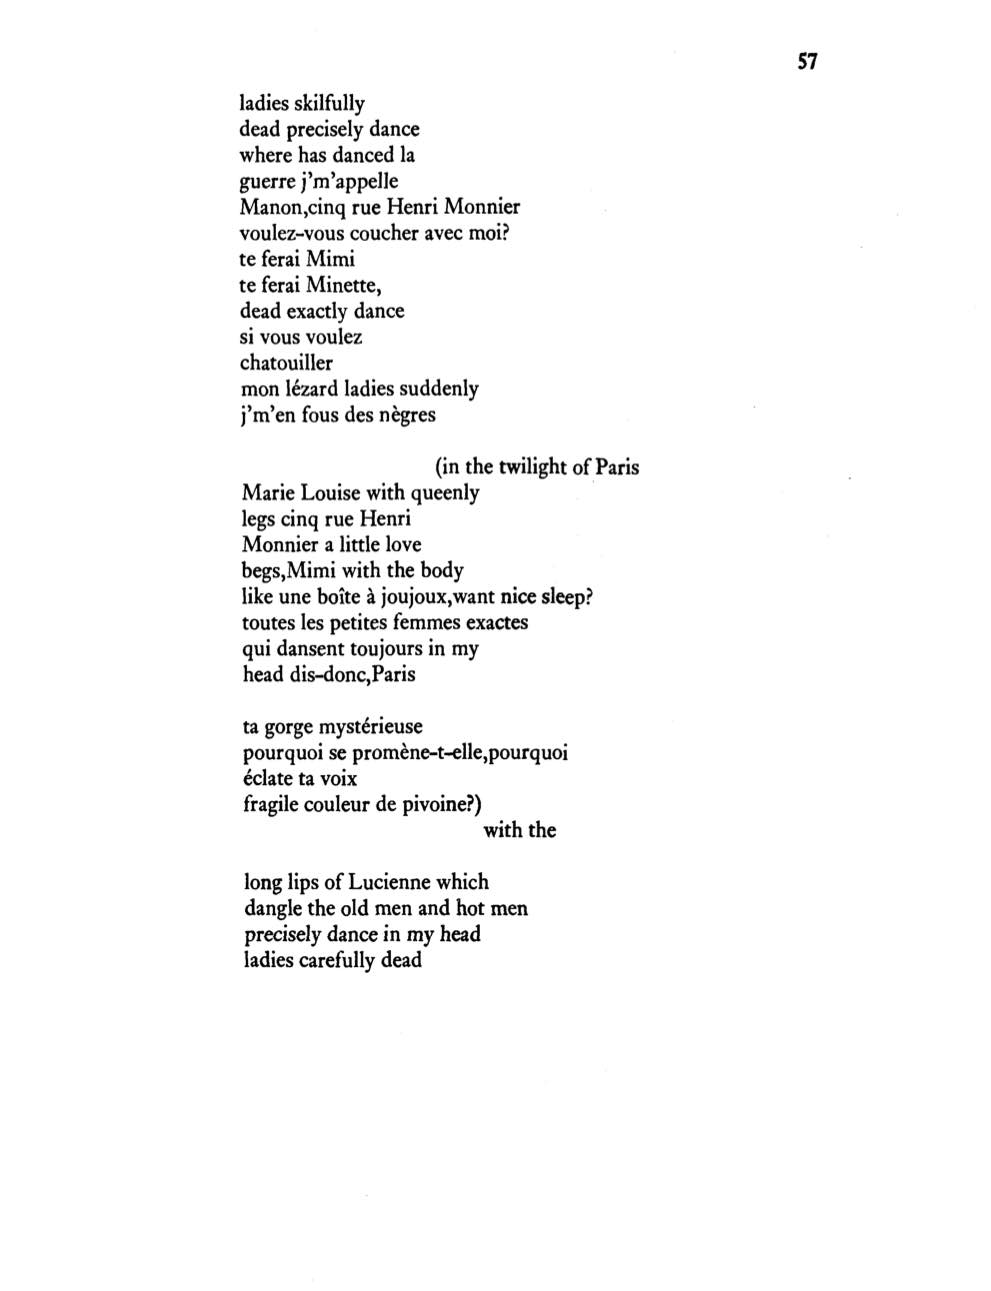 57
ladies skilfully
dead precisely dance
where has danced la
guerre j’m’appelle
Manon,cinq rue Henri Monnier
voulez-vous coucher avec moi?
te ferai Mimi
te ferai Minette,
dead exactly dance
si vous voulez
chatouiller
mon lézard ladies suddenly
j’m’en fous des nègres
(in the twilight of Paris
Marie Louise with queenly
legs cinq rue Henri
Monnier a little love
begs,Mimi with the body
like une boîte à joujoux,want nice sleep?
toutes les petites femmes exactes
qui dansent toujours in my
head dis-donc,Paris
ta gorge mystérieuse
pourquoi se promène-t-elle,pourquoi
éclate ta voix
fragile couleur de pivoine?)
with the
long lips of Lucienne which
dangle the old men and hot men
precisely dance in my head
ladies carefully dead